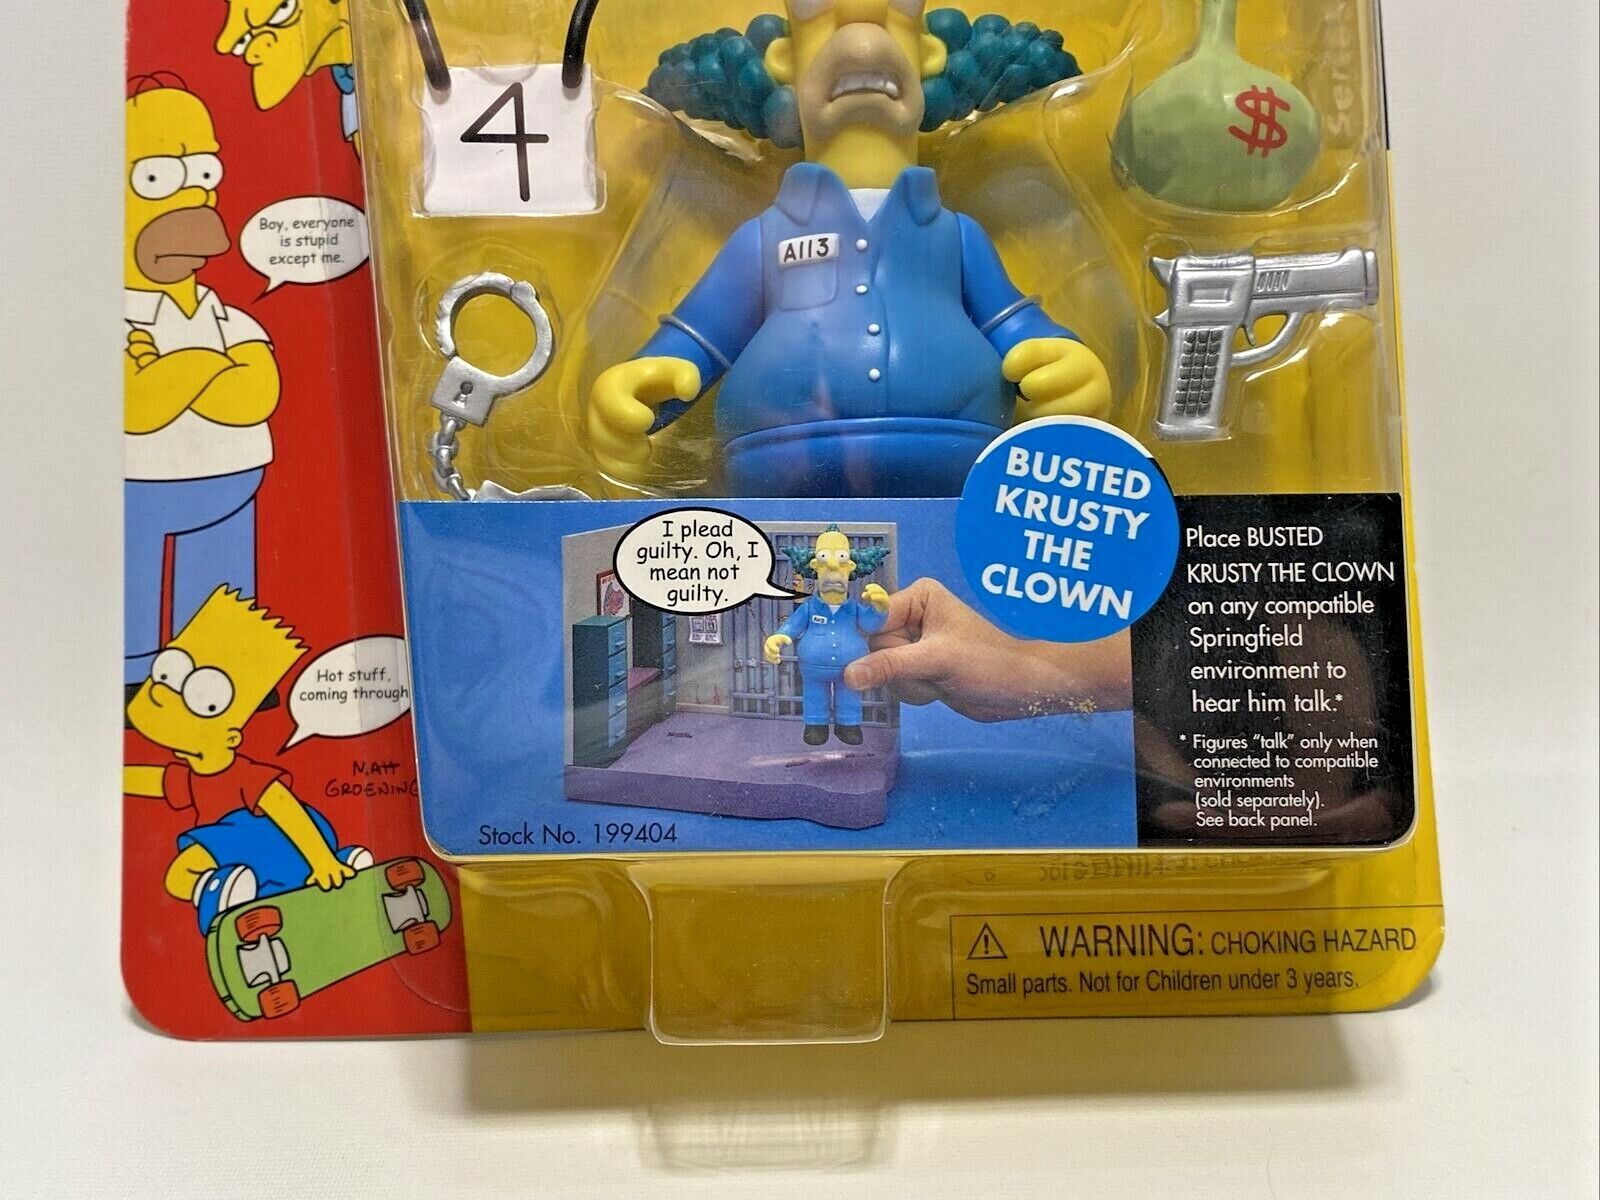 4
$
Series
Boy, everyone
is stupid
except me.
A113
BUSTED
KRUSTY
THE
CLOWN
I plead
guilty. Oh, I
mean not
guilty.
Place BUSTED
KRUSTY THE CLOWN
on any compatible
Springfield
environment to
hear him talk.*
* Figures "talk" only when
connected to compatible
environments
(sold separately).
See back panel.
Hot stuff,
coming through
MATT
GROENING
Stock No. 199404
WARNING: CHOKING HAZARD
Small parts. Not for Children under 3 years.